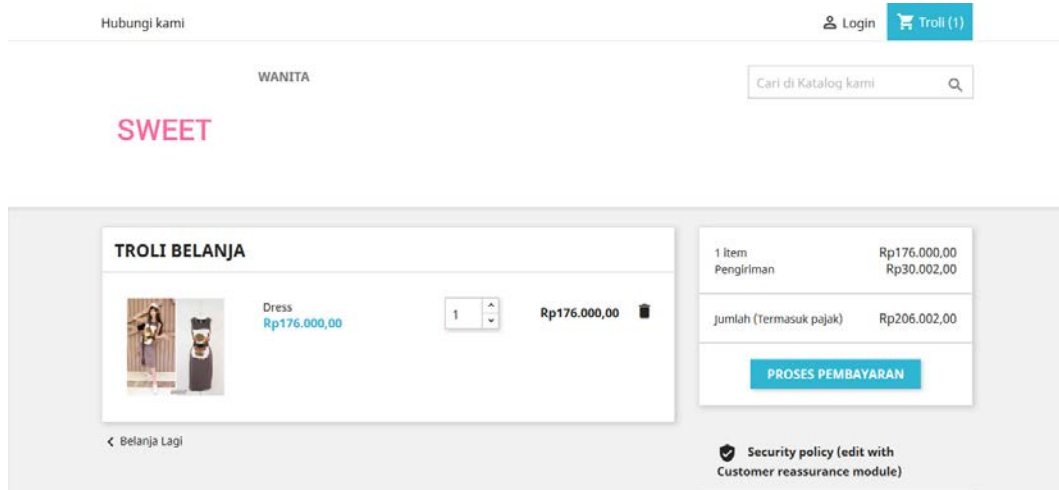 Hubungi kami
Login
Troli (1)
WANITA
Cari di Katalog kami
SWEET
TROLI BELANJA
Dress
Rp176.000,00
1
Rp176.000,00
1 item Rp176.000,00
Pengiriman Rp30.002,00
Jumlah (Termasuk pajak) Rp206.002,00
PROSES PEMBAYARAN
Belanja Lagi
Security policy (edit with
Customer reassurance module)